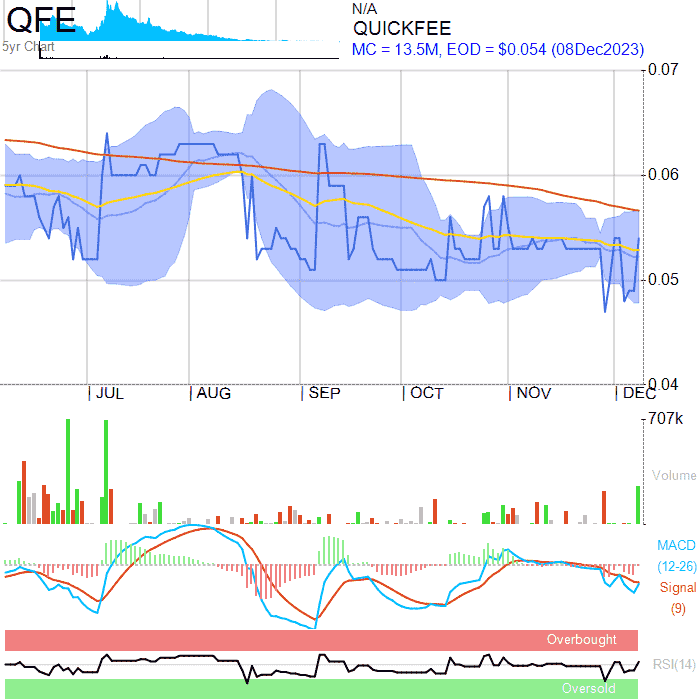 QFE
5yr Chart
N/A
QUICKFEE
MC = 13.5M, EOD = $0.054 (08Dec2023)
0.07
0.06
0.05
0.04
JUL AUG SEP OCT NOV DEC
707k
Volume
MACD
(12-26)
Signal
(9)
Overbought
RSI(14)
Oversold